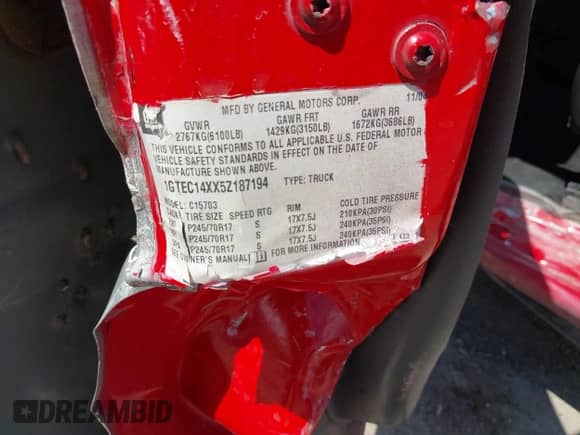 MFD BY GENERAL MOTORS CORP. 11/0
GVWR GAWR FRT GAWR RR
2767KG(6100LB) 1429KG(3150LB) 1672KG(3686LB)
THIS VEHICLE CONFORMS TO ALL APPLICABLE U.S. FEDERAL MOTOR
VEHICLE SAFETY STANDARDS IN EFFECT ON THE DATE OF
MANUFACTURE SHOWN ABOVE.
1GTEC14XX5Z187194 TYPE: TRUCK
MODEL: C15703
TIRE SIZE SPEED RTG RIM COLD TIRE PRESSURE
P245/70R17 S 17X7.5J 210KPA(30PSI)
P245/70R17 S 17X7.5J 240KPA(35PSI)
P245/70R17 S 17X7.5J 240KPA(35PSI)
SEE OWNER'S MANUAL FOR MORE INFORMATION
DREAMBID